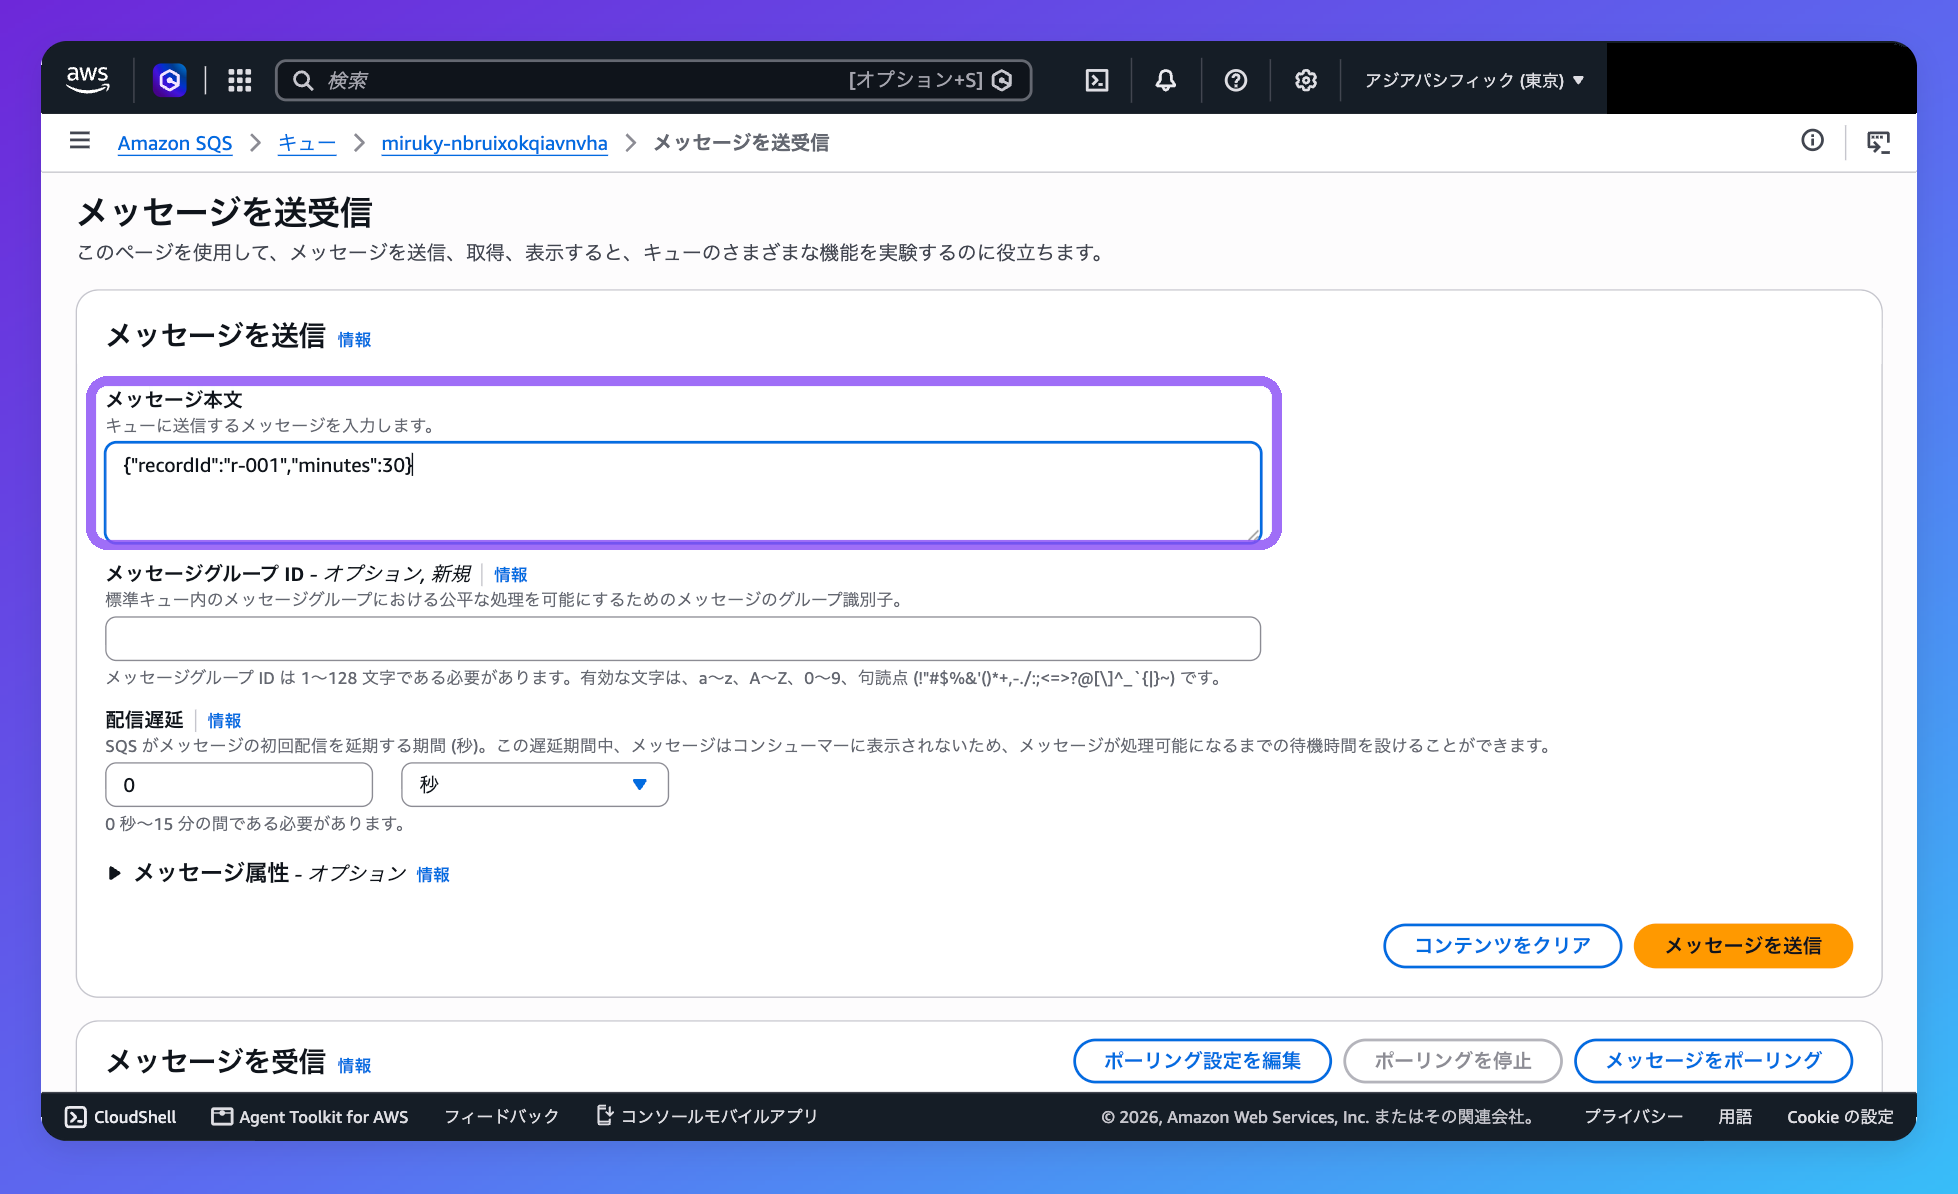 aws
検索 [オプション+S]
アジアパシフィック (東京) ▼
Amazon SQS > キュー > miruky-nbruixokqiavnvha > メッセージを送受信
メッセージを送受信
このページを使用して、メッセージを送信、取得、表示すると、キューのさまざまな機能を実験するのに役立ちます。
メッセージを送信 情報
メッセージ本文
キューに送信するメッセージを入力します。
{"recordId":"r-001","minutes":30}
メッセージグループ ID - オプション, 新規 情報
標準キュー内のメッセージグループにおける公平な処理を可能にするためのメッセージのグループ識別子。
メッセージグループ ID は 1〜128 文字である必要があります。有効な文字は、a〜z、A〜Z、0〜9、句読点 (!"#$%&'()*+,-./:;<=>?@[\]^_`{|}~) です。
配信遅延 情報
SQS がメッセージの初回配信を延期する期間 (秒)。この遅延期間中、メッセージはコンシューマーに表示されないため、メッセージが処理可能になるまでの待機時間を設けることができます。
0 秒
0 秒〜15 分の間である必要があります。
メッセージ属性 - オプション 情報
コンテンツをクリア メッセージを送信
メッセージを受信 情報 ポーリング設定を編集 ポーリングを停止 メッセージをポーリング
CloudShell Agent Toolkit for AWS フィードバック コンソールモバイルアプリ © 2026, Amazon Web Services, Inc. またはその関連会社。 プライバシー 用語 Cookie の設定